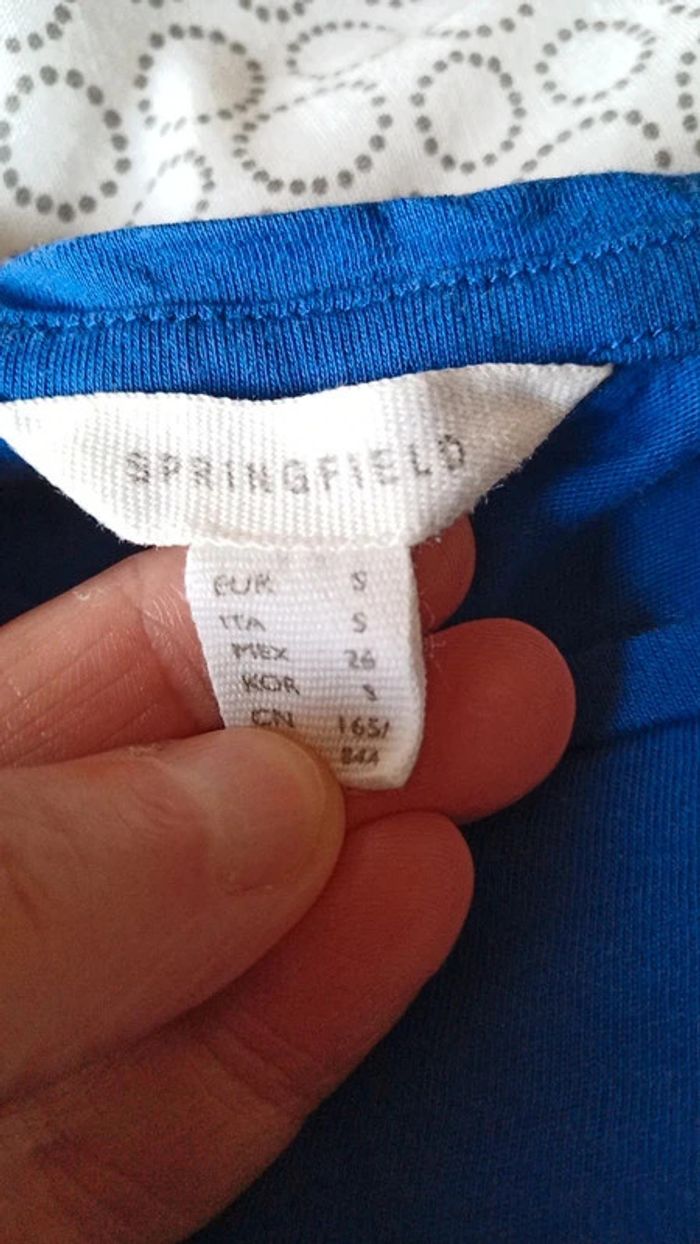 SPRINGFIELD
EUR S
ITA S
MEX 26
KOR S
CN 165/
84A